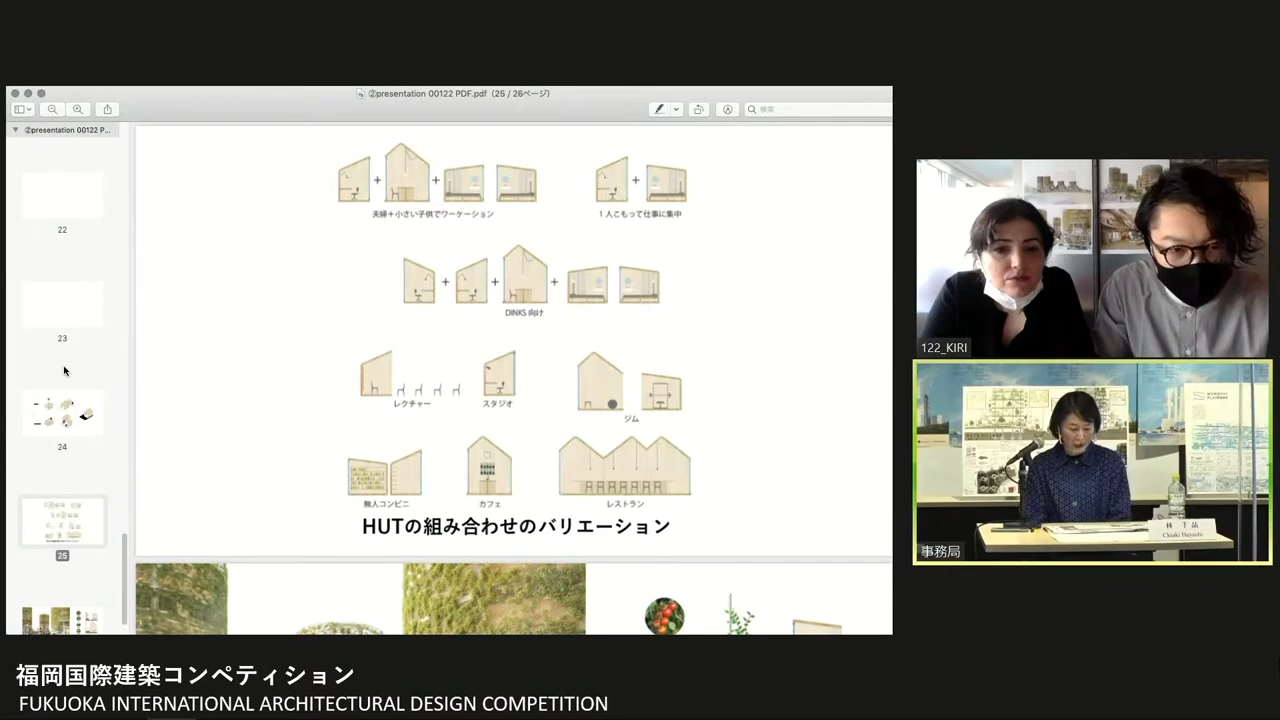 ②presentation 00122 PDF.pdf（25 / 26ページ）
検索
②presentation 00122 P...
22
23
24
25
夫婦＋小さい子供でワーケーション
1人こもって仕事に集中
DINKS 向け
レクチャー
スタジオ
ジム
無人コンビニ
カフェ
レストラン
HUTの組み合わせのバリエーション
122_KIRI
林 千晶
Chiaki Hayashi
事務局
福岡国際建築コンペティション
FUKUOKA INTERNATIONAL ARCHITECTURAL DESIGN COMPETITION